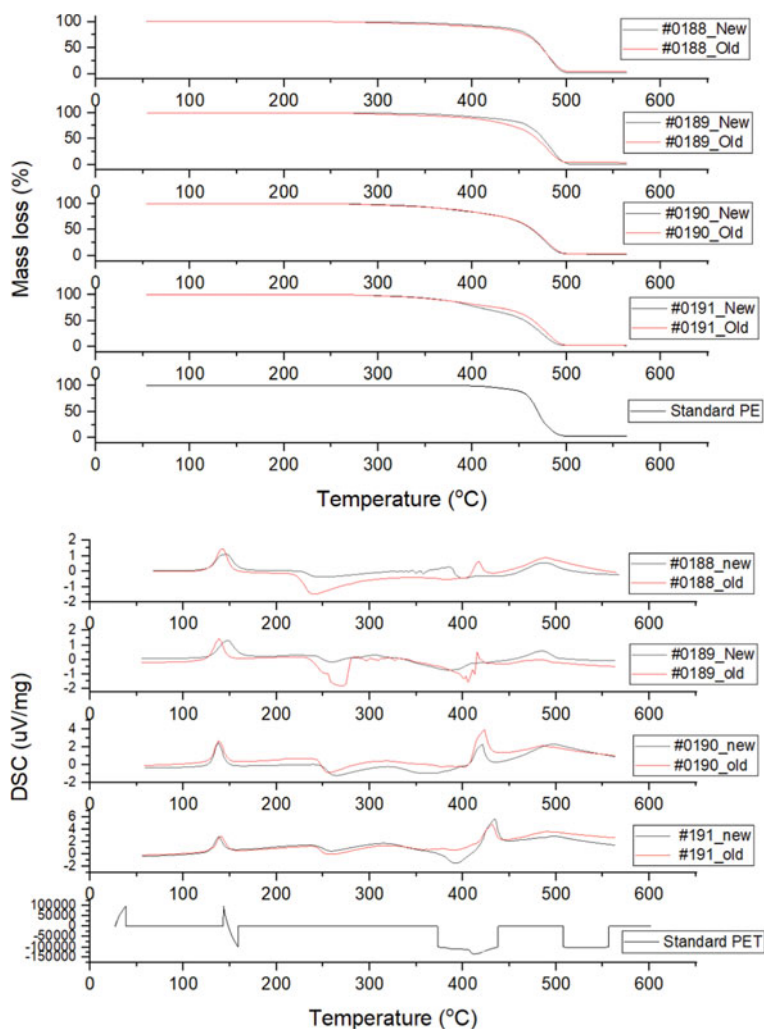 100
50
0
#0188_New
#0188_Old
0 100 200 300 400 500 600
100
50
0
#0189_New
#0189_Old
0 100 200 300 400 500 600
100
50
0
#0190_New
#0190_Old
0 100 200 300 400 500 600
100
50
0
#0191_New
#0191_Old
0 100 200 300 400 500 600
100
50
0
Standard PE
0 100 200 300 400 500 600
Mass loss (%)
Temperature (°C)
2
1
0
-1
-2
#0188_new
#0188_old
0 100 200 300 400 500 600
2
1
0
-1
-2
#0189_New
#0189_old
0 100 200 300 400 500 600
4
2
0
-2
#0190_new
#0190_old
0 100 200 300 400 500 600
6
4
2
0
-2
#191_new
#191_old
0 100 200 300 400 500 600
100000
50000
0
-50000
-100000
-150000
Standard PET
0 100 200 300 400 500 600
DSC (uV/mg)
Temperature (°C)